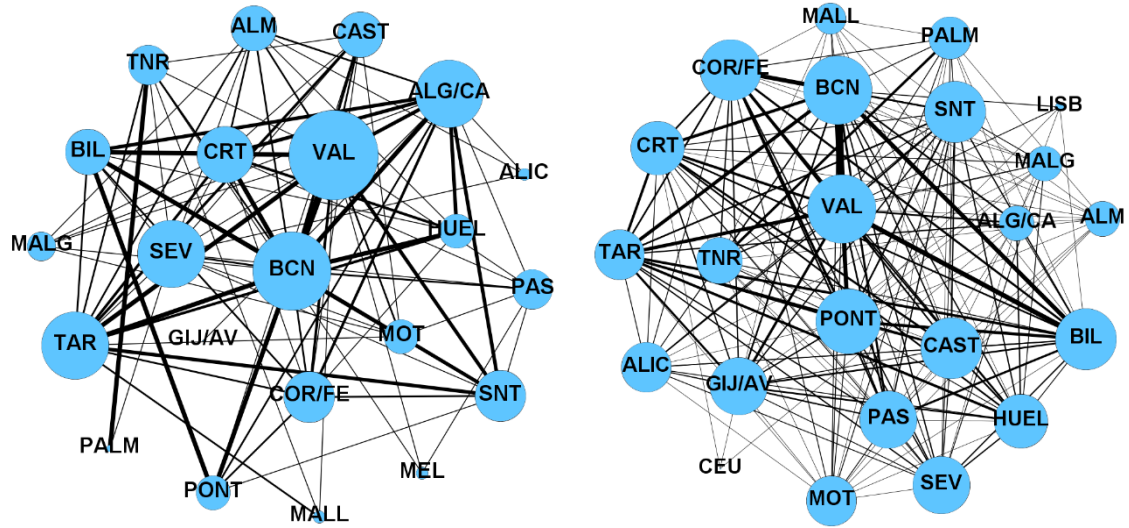 ALM
CAST
TNR
ALG/CA
BIL
CRT
VAL
ALIC
HUEL
MALG
SEV
BCN
PAS
TAR
GIJ/AV
MOT
COR/FE
SNT
PALM
PONT
MEL
MALL
MALL
PALM
COR/FE
BCN
SNT
LISB
CRT
MALG
VAL
ALG/CA
ALM
TAR
TNR
PONT
CAST
BIL
ALIC
GIJ/AV
PAS
HUEL
CEU
SEV
MOT